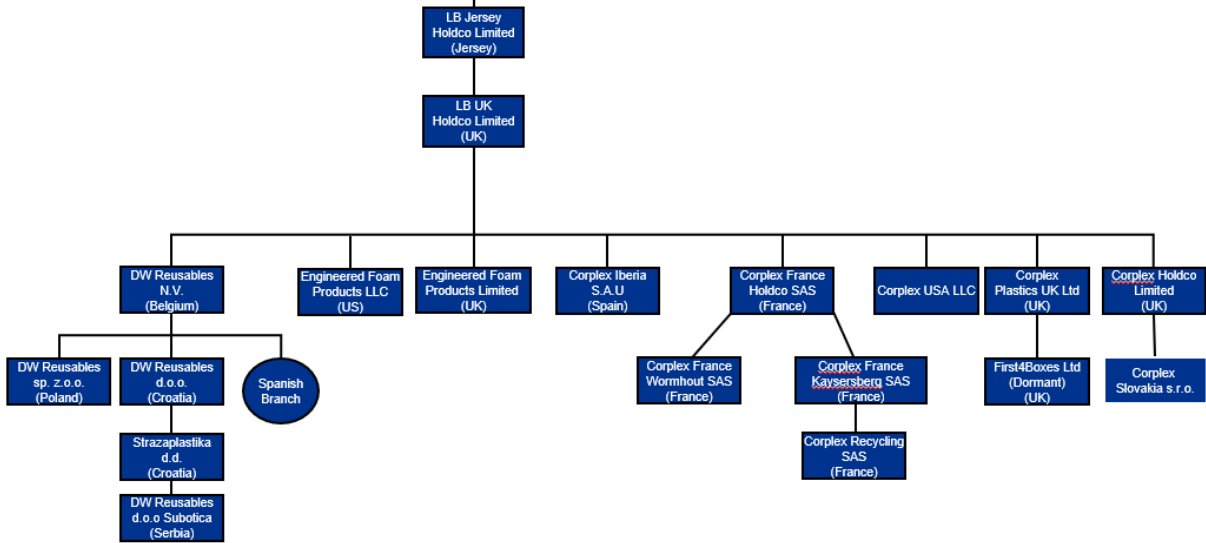 LB Jersey
Holdco Limited
(Jersey)
LB UK
Holdco Limited
(UK)
DW Reusables
N.V.
(Belgium)
Engineered Foam
Products LLC
(US)
Engineered Foam
Products Limited
(UK)
Corplex Iberia
S.A.U
(Spain)
Corplex France
Holdco SAS
(France)
Corplex USA LLC
Corplex
Plastics UK Ltd
(UK)
Corplex Holdco
Limited
(UK)
DW Reusables
sp. z.o.o.
(Poland)
DW Reusables
d.o.o.
(Croatia)
Spanish
Branch
Corplex France
Wormhout SAS
(France)
Corplex France
Kaysersberg SAS
(France)
First4Boxes Ltd
(Dormant)
(UK)
Corplex
Slovakia s.r.o.
Strazaplastika
d.d.
(Croatia)
Corplex Recycling
SAS
(France)
DW Reusables
d.o.o Subotica
(Serbia)